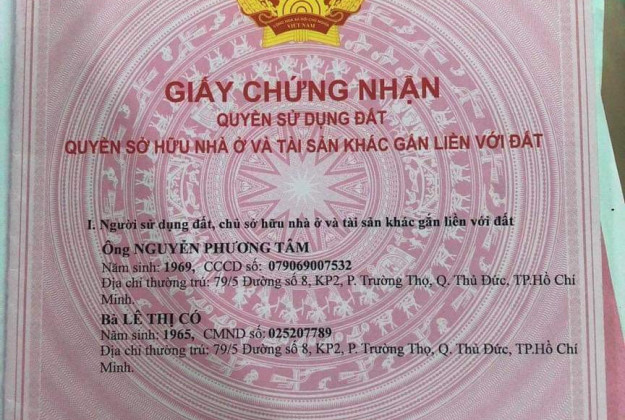 GIẤY CHỨNG NHẬN
QUYỀN SỬ DỤNG ĐẤT
QUYỀN SỞ HỮU NHÀ Ở VÀ TÀI SẢN KHÁC GẮN LIỀN VỚI ĐẤT
I. Người sử dụng đất, chủ sở hữu nhà ở và tài sản khác gắn liền với đất
Ông NGUYỄN PHƯƠNG TÂM
Năm sinh: 1969, CCCD số: 079069007532
Địa chỉ thường trú: 79/5 Đường số 8, KP2, P. Trường Thọ, Q. Thủ Đức, TP.Hồ Chí
Minh.
Bà LÊ THỊ CÓ
Năm sinh: 1965, CMND số: 025207789
Địa chỉ thường trú: 79/5 Đường số 8, KP2, P. Trường Thọ, Q. Thủ Đức, TP.Hồ Chí
Minh.